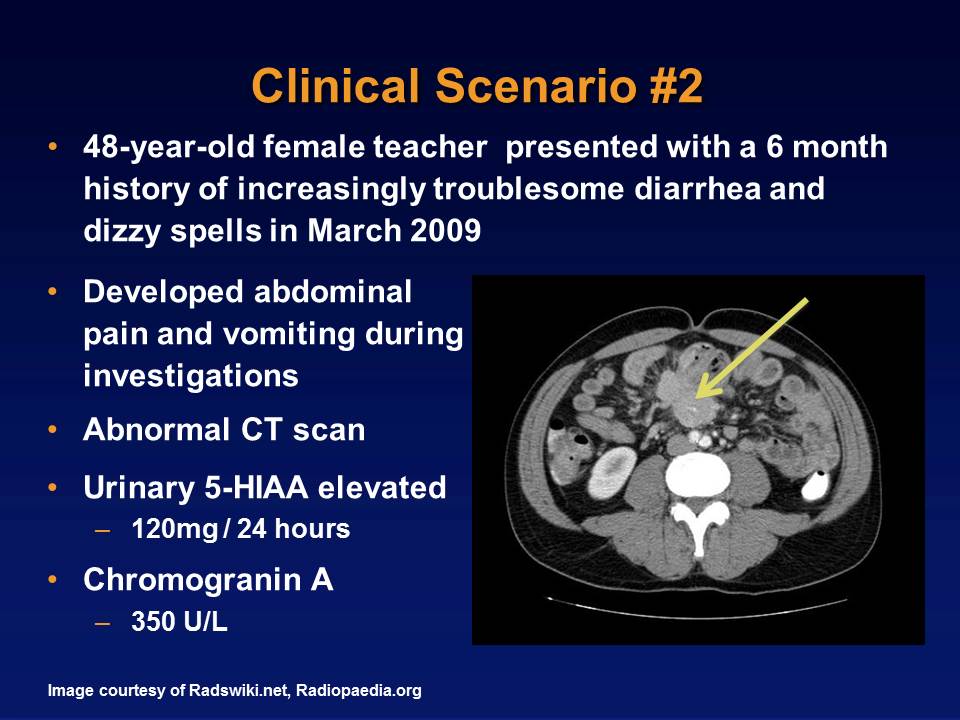 Clinical Scenario #2
• 48-year-old female teacher presented with a 6 month
history of increasingly troublesome diarrhea and
dizzy spells in March 2009
• Developed abdominal
pain and vomiting during
investigations
• Abnormal CT scan
• Urinary 5-HIAA elevated
– 120mg / 24 hours
• Chromogranin A
– 350 U/L
Image courtesy of Radswiki.net, Radiopaedia.org